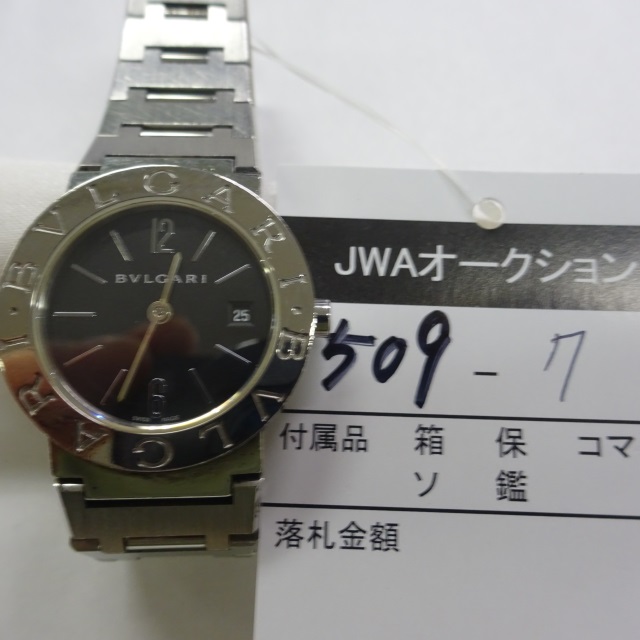 BVLGARI BVLGARI
12
BVLGARI
25
6
JWAオークション
509-7
付属品 箱 保 コマ
ソ 鑑
落札金額